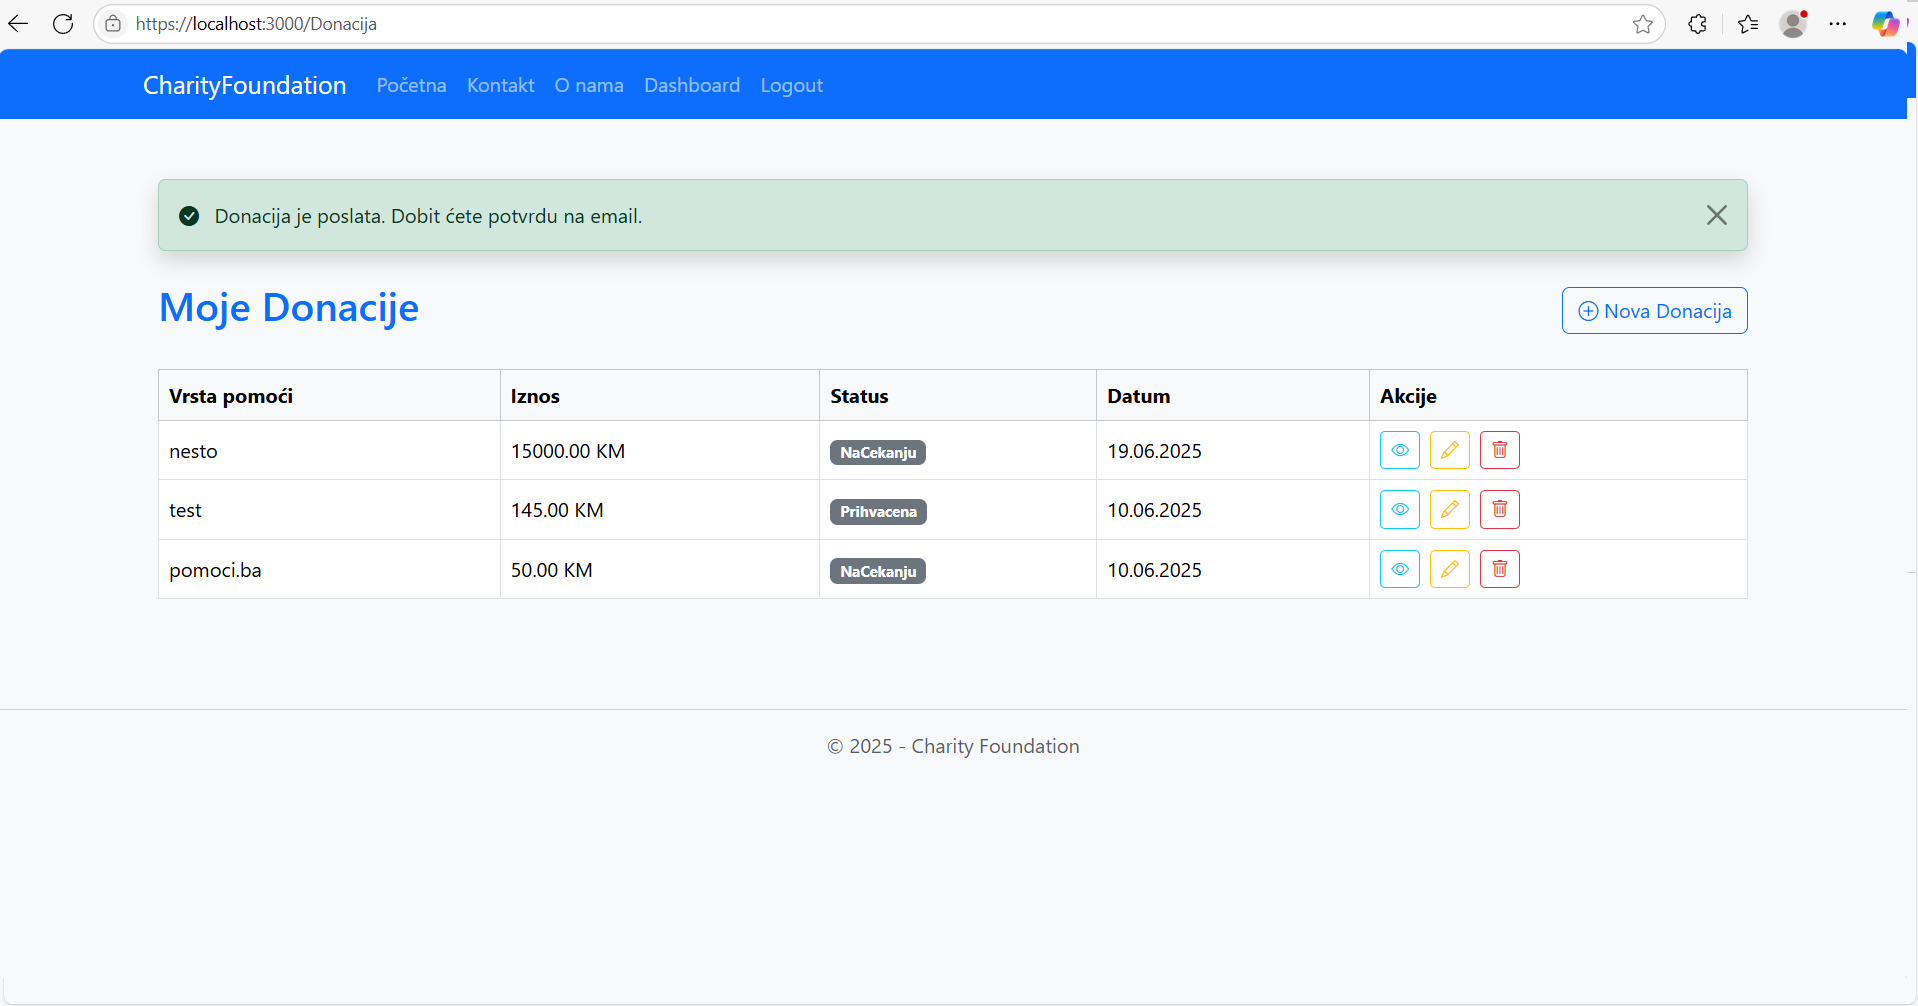 https://localhost:3000/Donacija
CharityFoundation Početna Kontakt O nama Dashboard Logout
Donacija je poslata. Dobit ćete potvrdu na email.
Moje Donacije
Nova Donacija
Vrsta pomoći Iznos Status Datum Akcije
nesto 15000.00 KM NaCekanju 19.06.2025
test 145.00 KM Prihvacena 10.06.2025
pomoci.ba 50.00 KM NaCekanju 10.06.2025
© 2025 - Charity Foundation